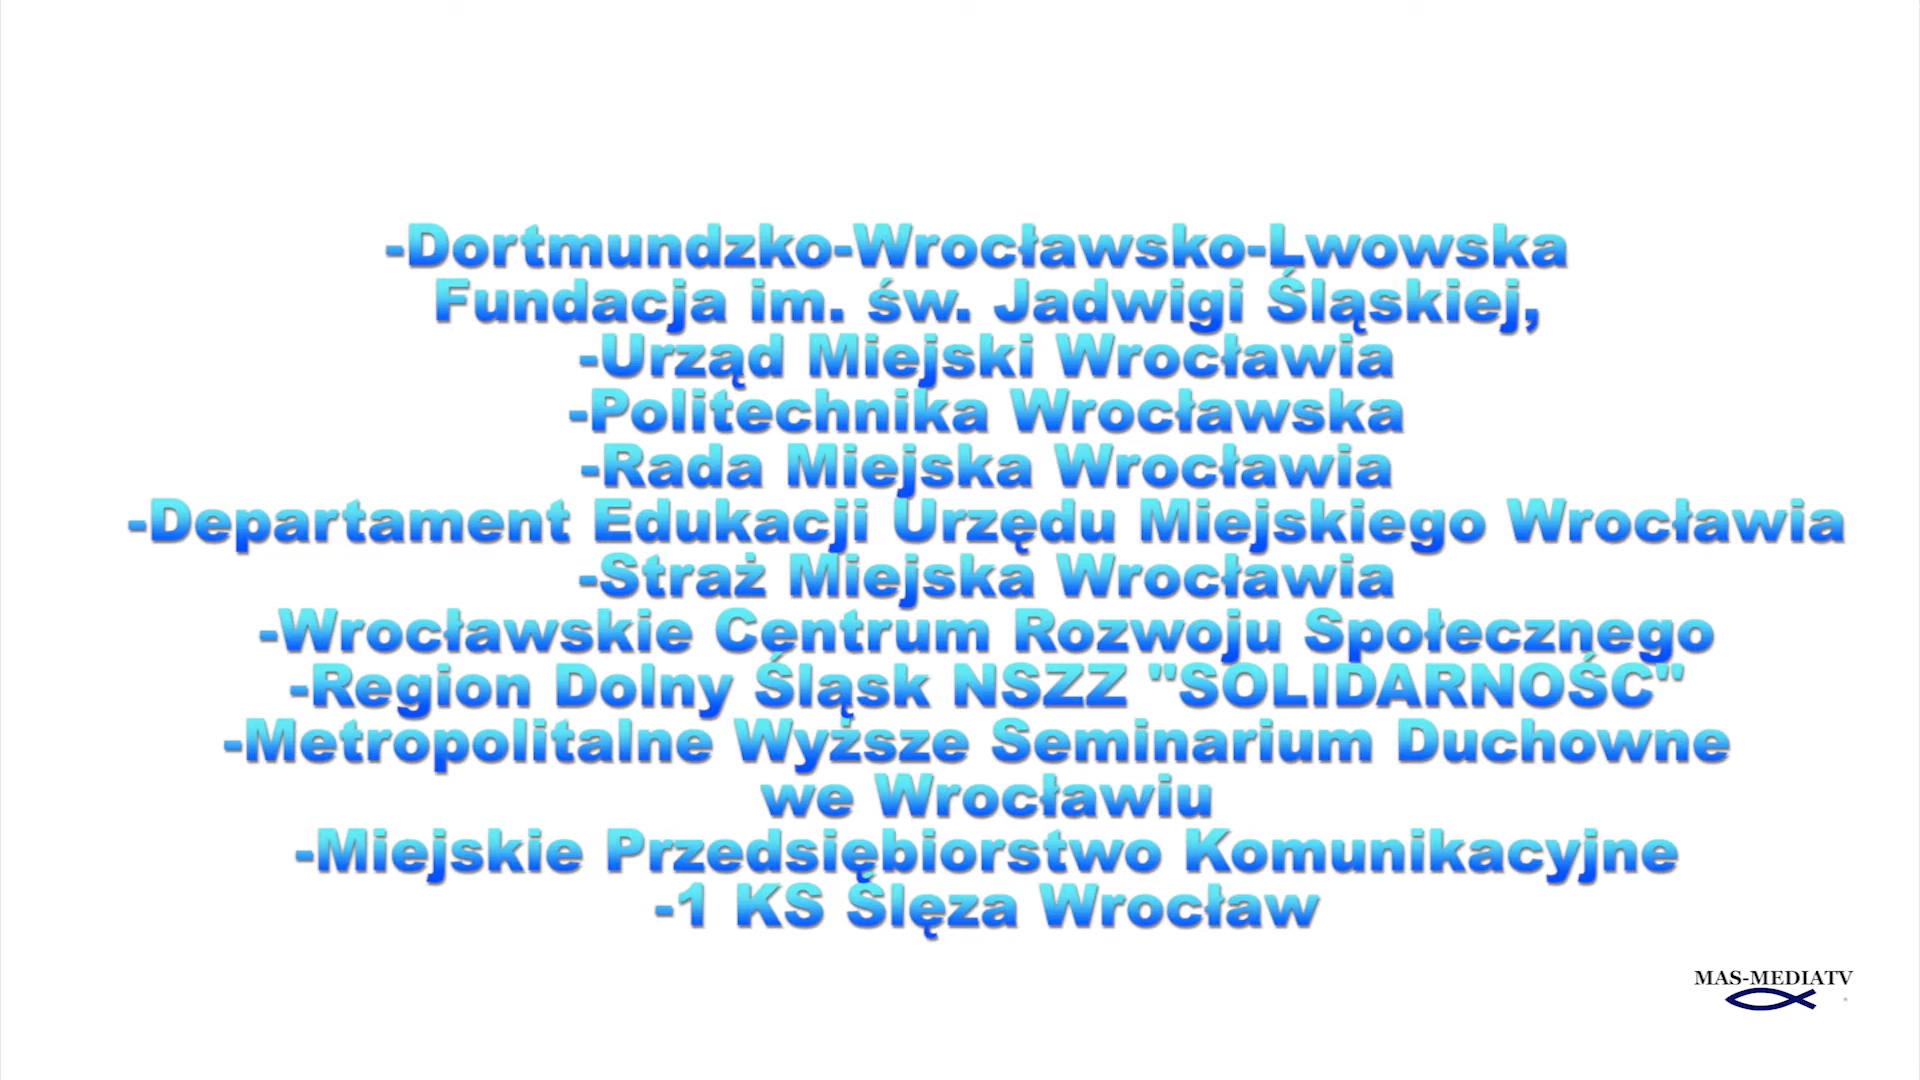 -Dortmundzko-Wrocławsko-Lwowska
Fundacja im. św. Jadwigi Śląskiej,
-Urząd Miejski Wrocławia
-Politechnika Wrocławska
-Rada Miejska Wrocławia
-Departament Edukacji Urzędu Miejskiego Wrocławia
-Straż Miejska Wrocławia
-Wrocławskie Centrum Rozwoju Społecznego
-Region Dolny Śląsk NSZZ "SOLIDARNOŚĆ"
-Metropolitalne Wyższe Seminarium Duchowne
we Wrocławiu
-Miejskie Przedsiębiorstwo Komunikacyjne
-1 KS Ślęza Wrocław
MAS-MEDIATV